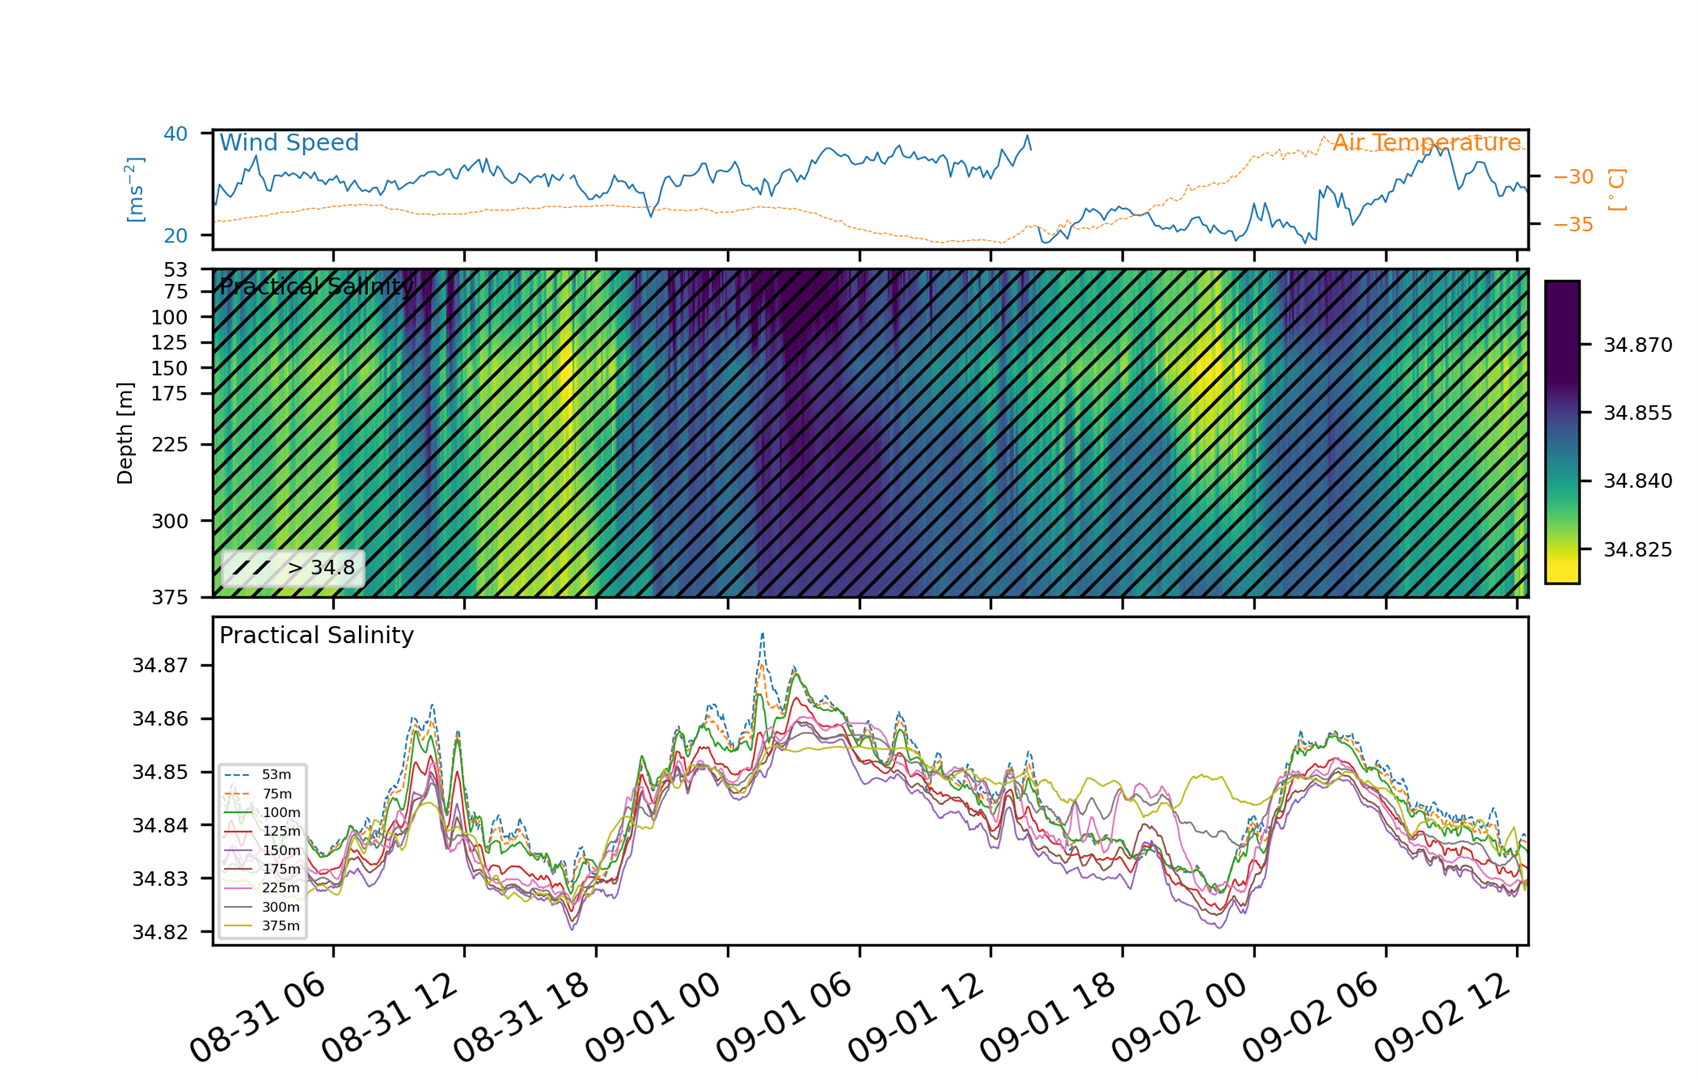 Wind Speed
Air Temperature
40
20
[ms⁻²]
−30
−35
[°C]
Practical Salinity
53
75
100
125
150
175
225
300
375
Depth [m]
> 34.8
34.870
34.855
34.840
34.825
Practical Salinity
34.87
34.86
34.85
34.84
34.83
34.82
53m
75m
100m
125m
150m
175m
225m
300m
375m
08-31 06
08-31 12
08-31 18
09-01 00
09-01 06
09-01 12
09-01 18
09-02 00
09-02 06
09-02 12